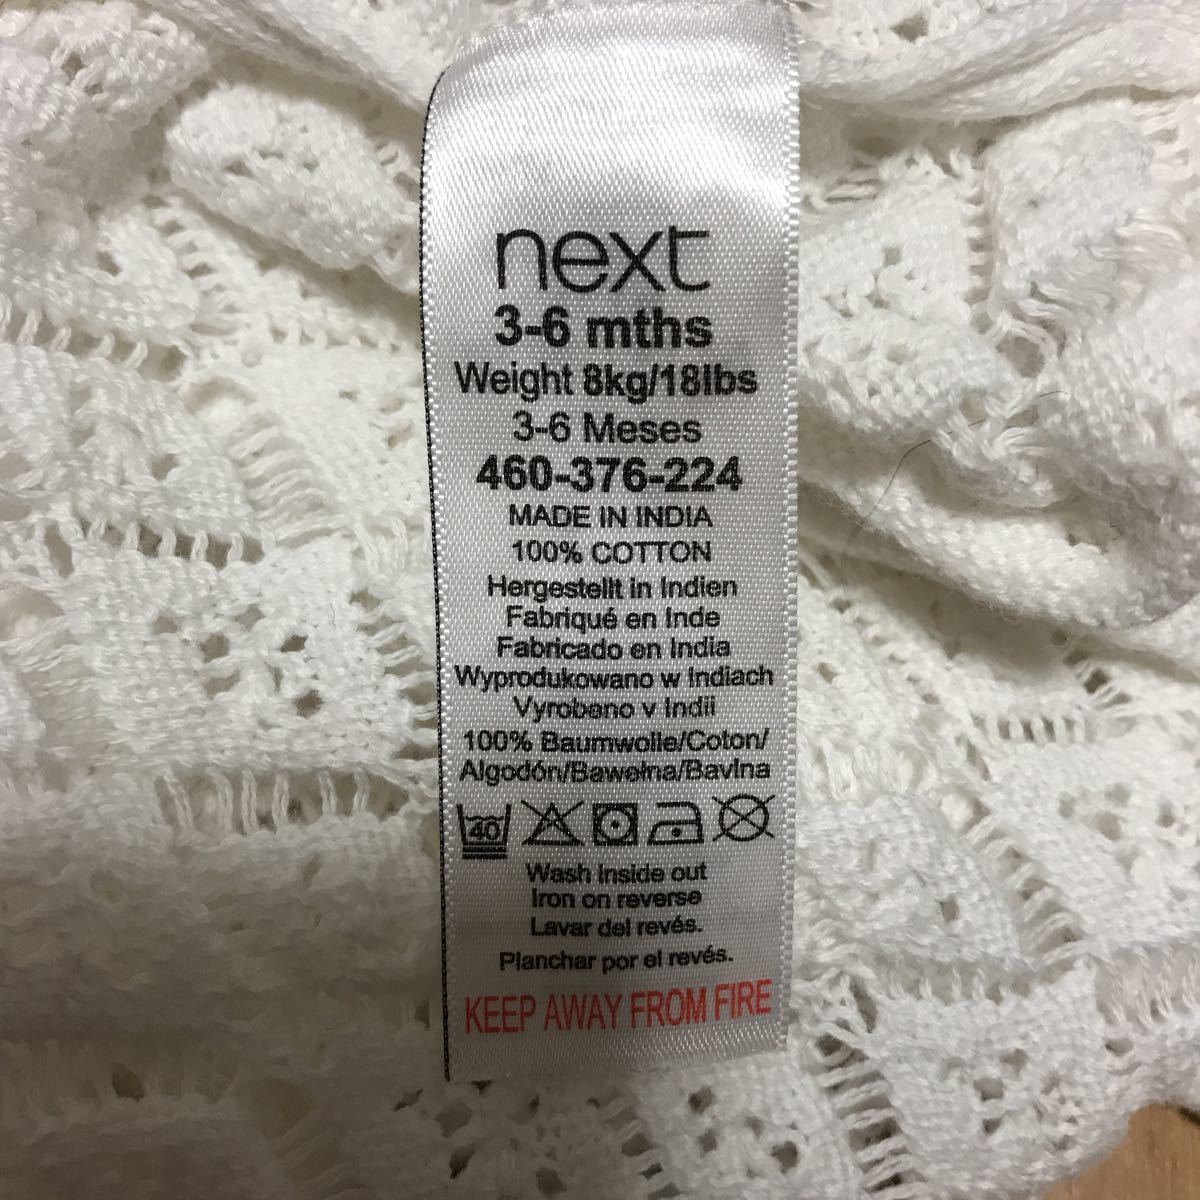 next
3-6 mths
Weight 8kg/18lbs
3-6 Meses
460-376-224
MADE IN INDIA
100% COTTON
Hergestellt in Indien
Fabriqué en Inde
Fabricado en India
Wyprodukowano w Indiach
Vyrobeno v Indii
100% Baumwolle/Coton/
Algodón/Bawełna/Bavlna
40
Wash inside out
Iron on reverse
Lavar del revés.
Planchar por el revés.
KEEP AWAY FROM FIRE